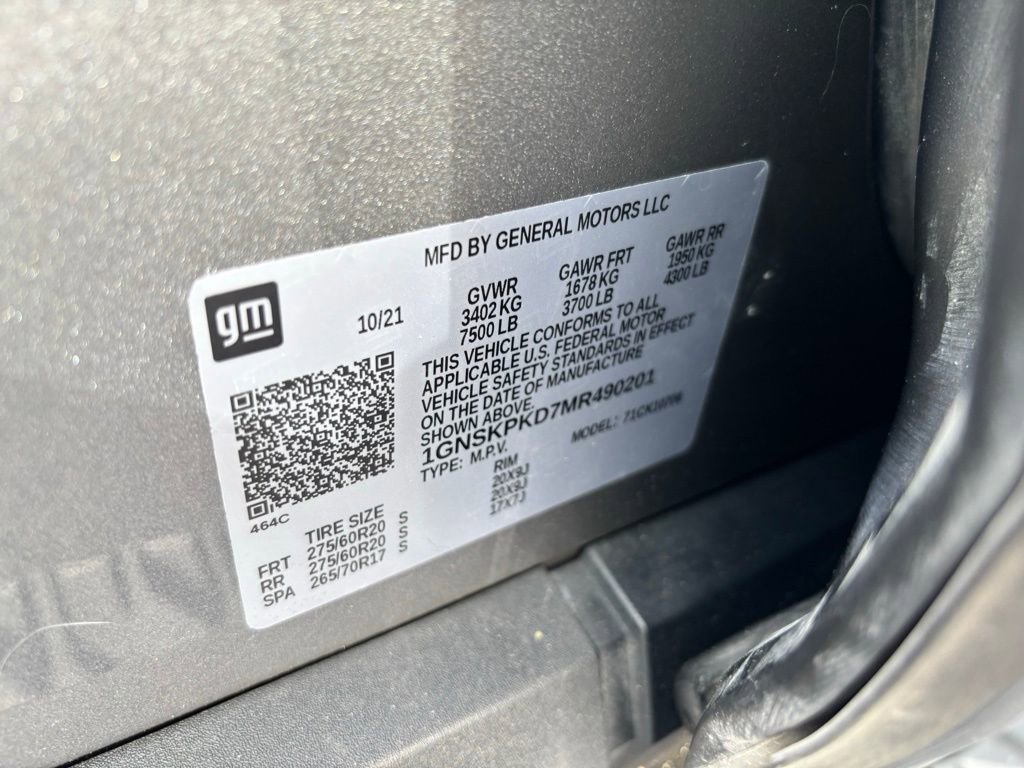 MFD BY GENERAL MOTORS LLC
gm
10/21
GVWR GAWR FRT GAWR RR
3402 KG 1678 KG 1950 KG
7500 LB 3700 LB 4300 LB
THIS VEHICLE CONFORMS TO ALL
APPLICABLE U.S. FEDERAL MOTOR
VEHICLE SAFETY STANDARDS IN EFFECT
ON THE DATE OF MANUFACTURE
SHOWN ABOVE.
1GNSKPKD7MR490201
TYPE: M.P.V. MODEL: 71CK10706
464C
TIRE SIZE RIM
FRT 275/60R20 S 20X9J
RR 275/60R20 S 20X9J
SPA 265/70R17 S 17X7J